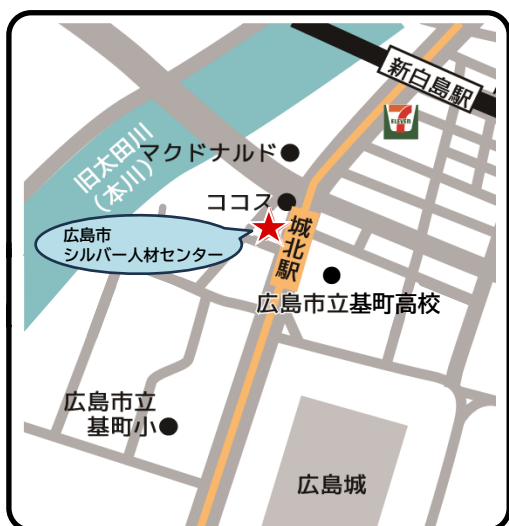 新白島駅
ELEVEN
マクドナルド
旧太田川
（本川）
ココス
城北駅
広島市
シルバー人材センター
広島市立基町高校
広島市立
基町小
広島城